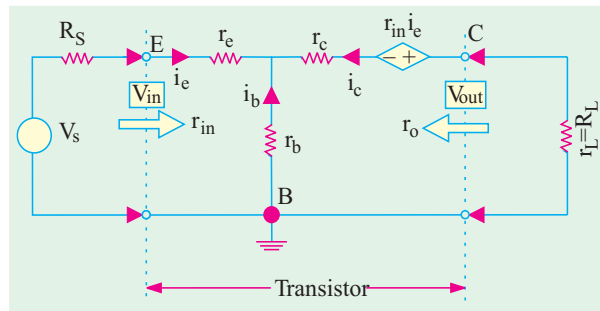 R_S E r_e r_c r_in i_e C
i_e i_b i_c
V_in V_out
V_s r_in r_b r_o r_L=R_L
B
Transistor